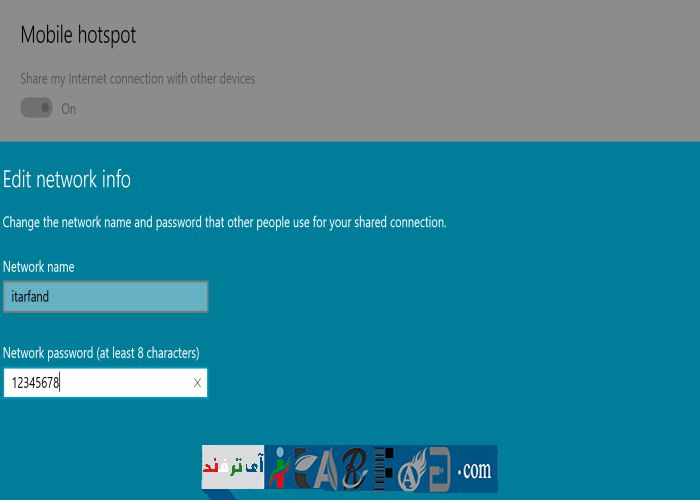 Mobile hotspot
Share my Internet connection with other devices
On
Edit network info
Change the network name and password that other people use for your shared connection.
Network name
itarfand
Network password (at least 8 characters)
12345678
X
آی ترفند
.com